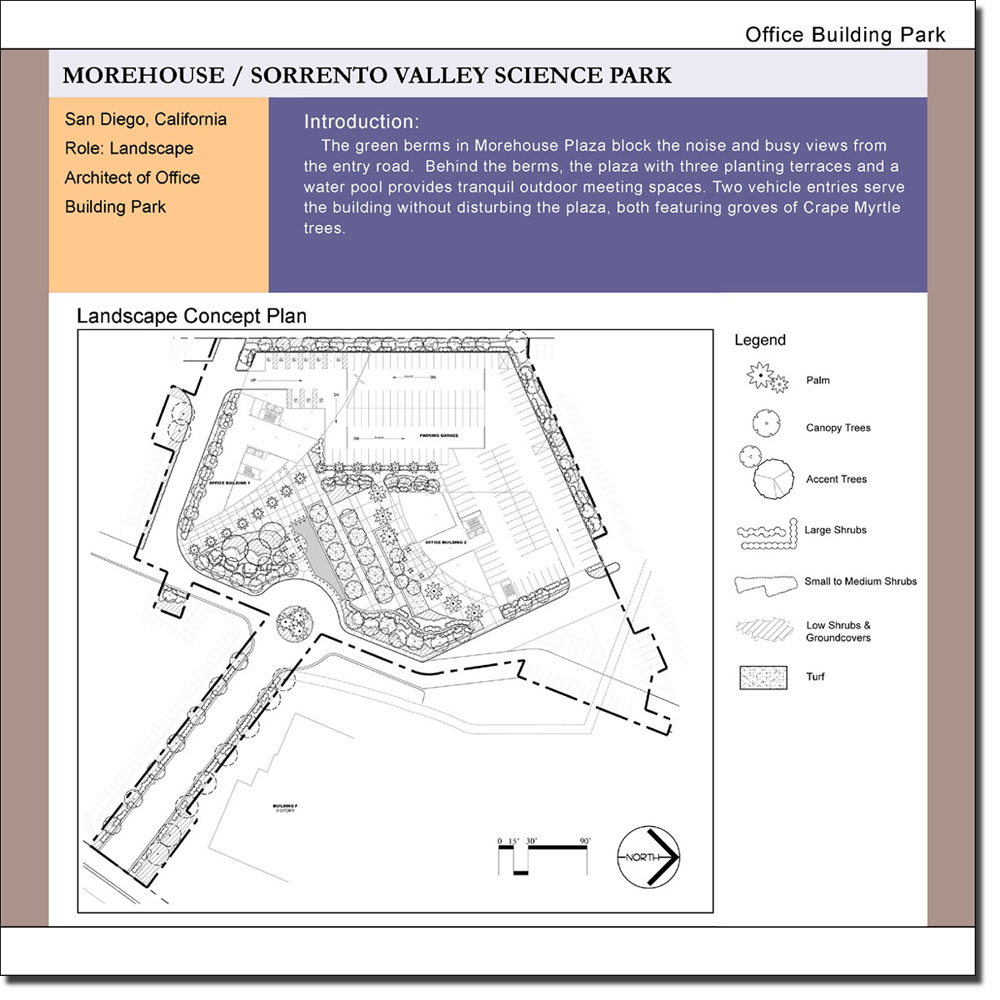 Office Building Park
MOREHOUSE / SORRENTO VALLEY SCIENCE PARK
San Diego, California
Role: Landscape
Architect of Office
Building Park
Introduction:
The green berms in Morehouse Plaza block the noise and busy views from
the entry road. Behind the berms, the plaza with three planting terraces and a
water pool provides tranquil outdoor meeting spaces. Two vehicle entries serve
the building without disturbing the plaza, both featuring groves of Crape Myrtle
trees.
Landscape Concept Plan
UP
DN
DN
DN
PARKING GARAGE
OFFICE BUILDING 1
OFFICE BUILDING 2
BUILDING F
0 15' 30' 90'
NORTH
Legend
Palm
Canopy Trees
Accent Trees
Large Shrubs
Small to Medium Shrubs
Low Shrubs &
Groundcovers
Turf